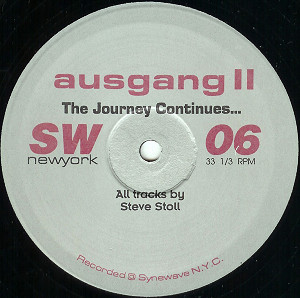 ausgang II
The Journey Continues...
SW 06
newyork 33 1/3 RPM
All tracks by
Steve Stoll
Recorded @ Synewave N.Y.C.